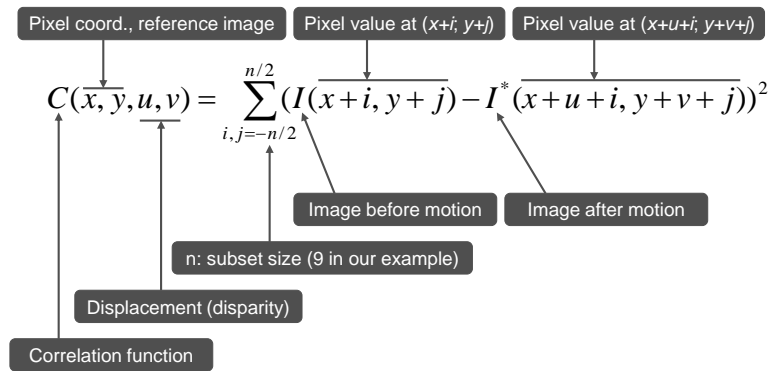 Pixel coord., reference image
Pixel value at (x+i; y+j)
Pixel value at (x+u+i; y+v+j)
C(x, y, u, v) = ∑_{i,j=-n/2}^{n/2} (I(x+i, y+j) − I*(x+u+i, y+v+j))²
Image before motion
Image after motion
n: subset size (9 in our example)
Displacement (disparity)
Correlation function